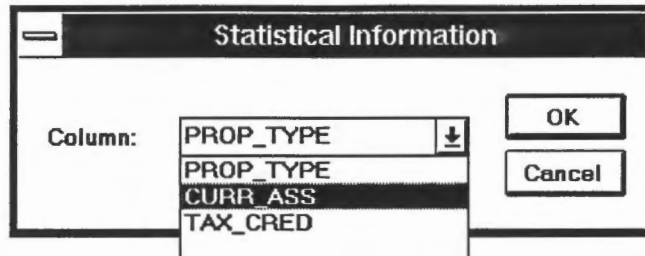 Statistical Information
Column:
PROP_TYPE
OK
PROP_TYPE
CURR_ASS
TAX_CRED
Cancel